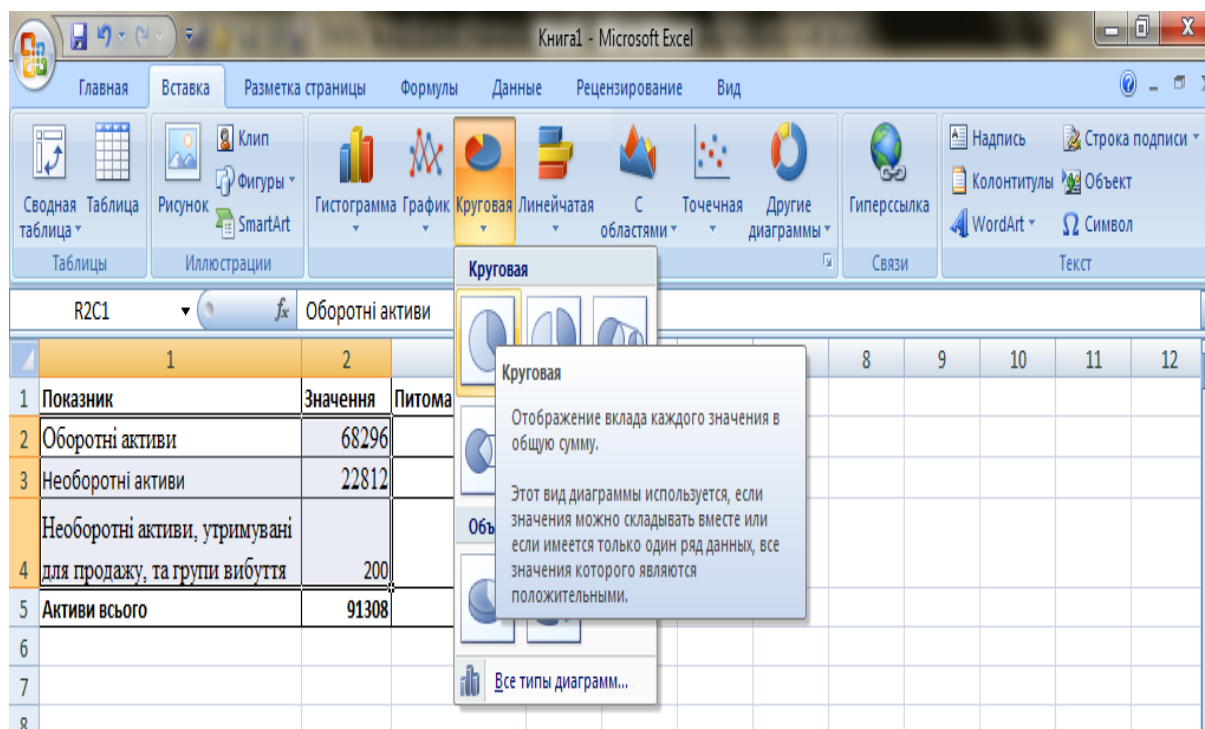 Книга1 - Microsoft Excel
Главная Вставка Разметка страницы Формулы Данные Рецензирование Вид
Сводная таблица
Таблица
Рисунок
Клип
Фигуры
SmartArt
Гистограмма
График
Круговая
Линейчатая
С областями
Точечная
Другие диаграммы
Гиперссылка
Надпись
Колонтитулы
WordArt
Строка подписи
Объект
Символ
Таблицы Иллюстрации Связи Текст
R2C1 fx Оборотні активи
1 2 8 9 10 11 12
1 Показник Значення Питома
2 Оборотні активи 68296
3 Необоротні активи 22812
Необоротні активи, утримувані
4 для продажу, та групи вибуття 200
5 Активи всього 91308
6
7
8
Круговая
Круговая
Отображение вклада каждого значения в
общую сумму.
Этот вид диаграммы используется, если
значения можно складывать вместе или
если имеется только один ряд данных, все
значения которого являются
положительными.
Все типы диаграмм...